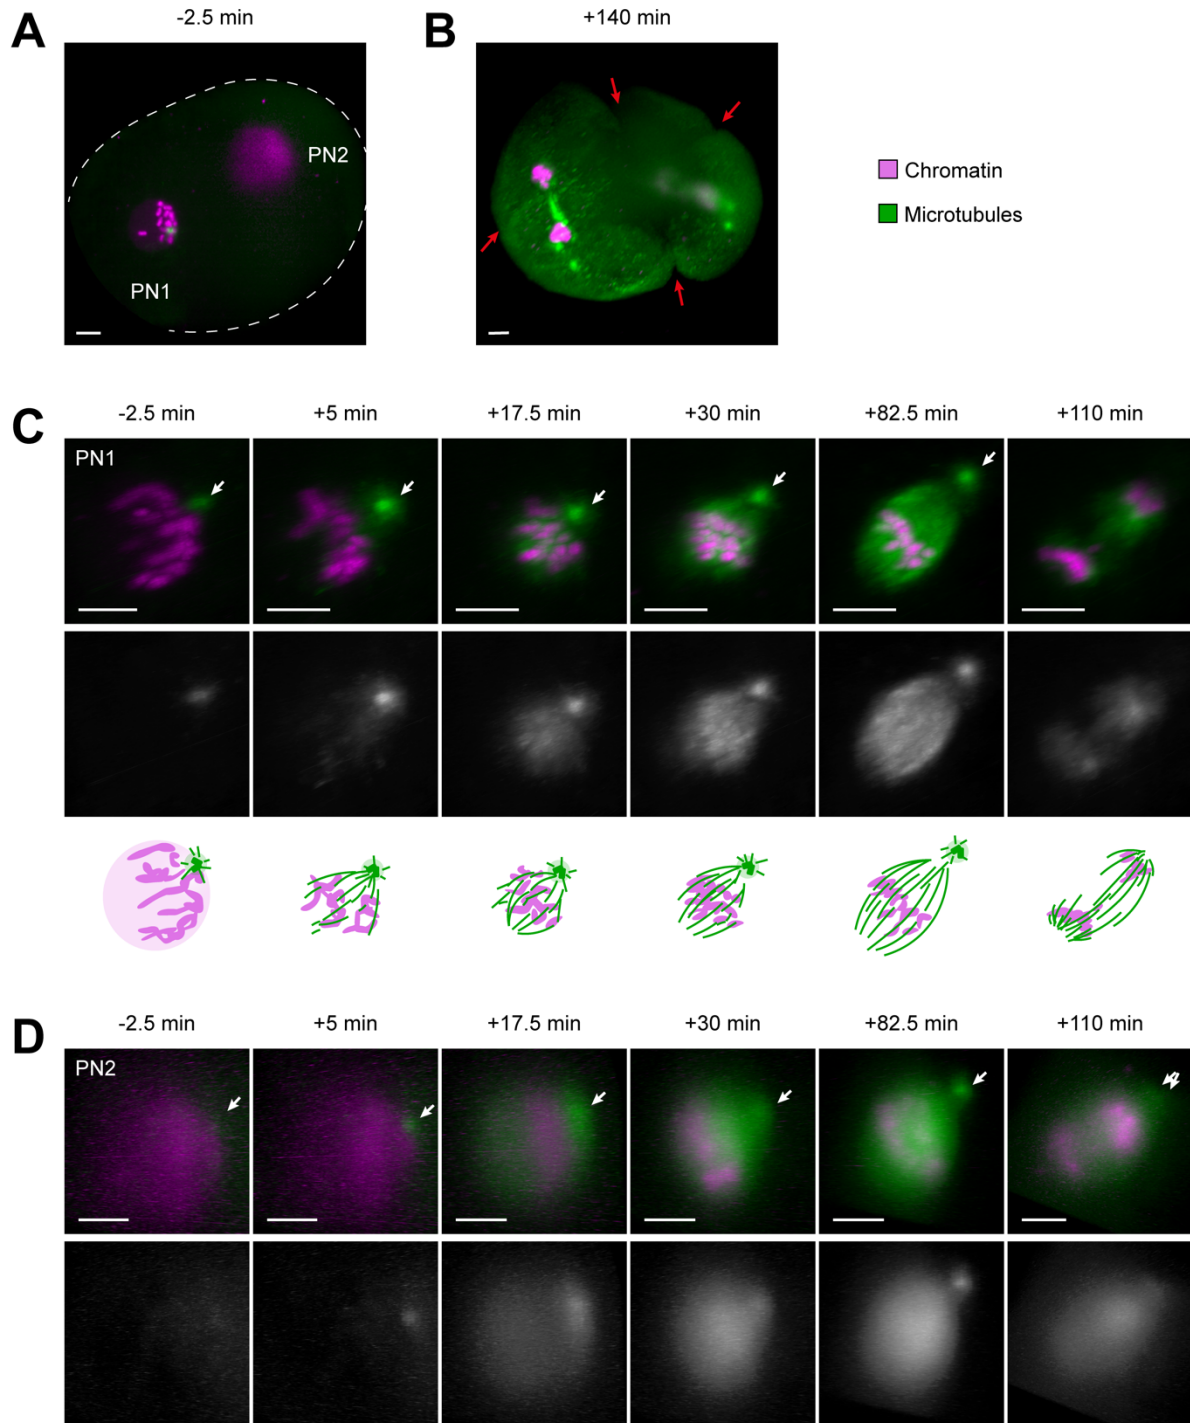 A
-2.5 min
PN2
PN1
B
+140 min
Chromatin
Microtubules
C
-2.5 min
+5 min
+17.5 min
+30 min
+82.5 min
+110 min
PN1
D
-2.5 min
+5 min
+17.5 min
+30 min
+82.5 min
+110 min
PN2